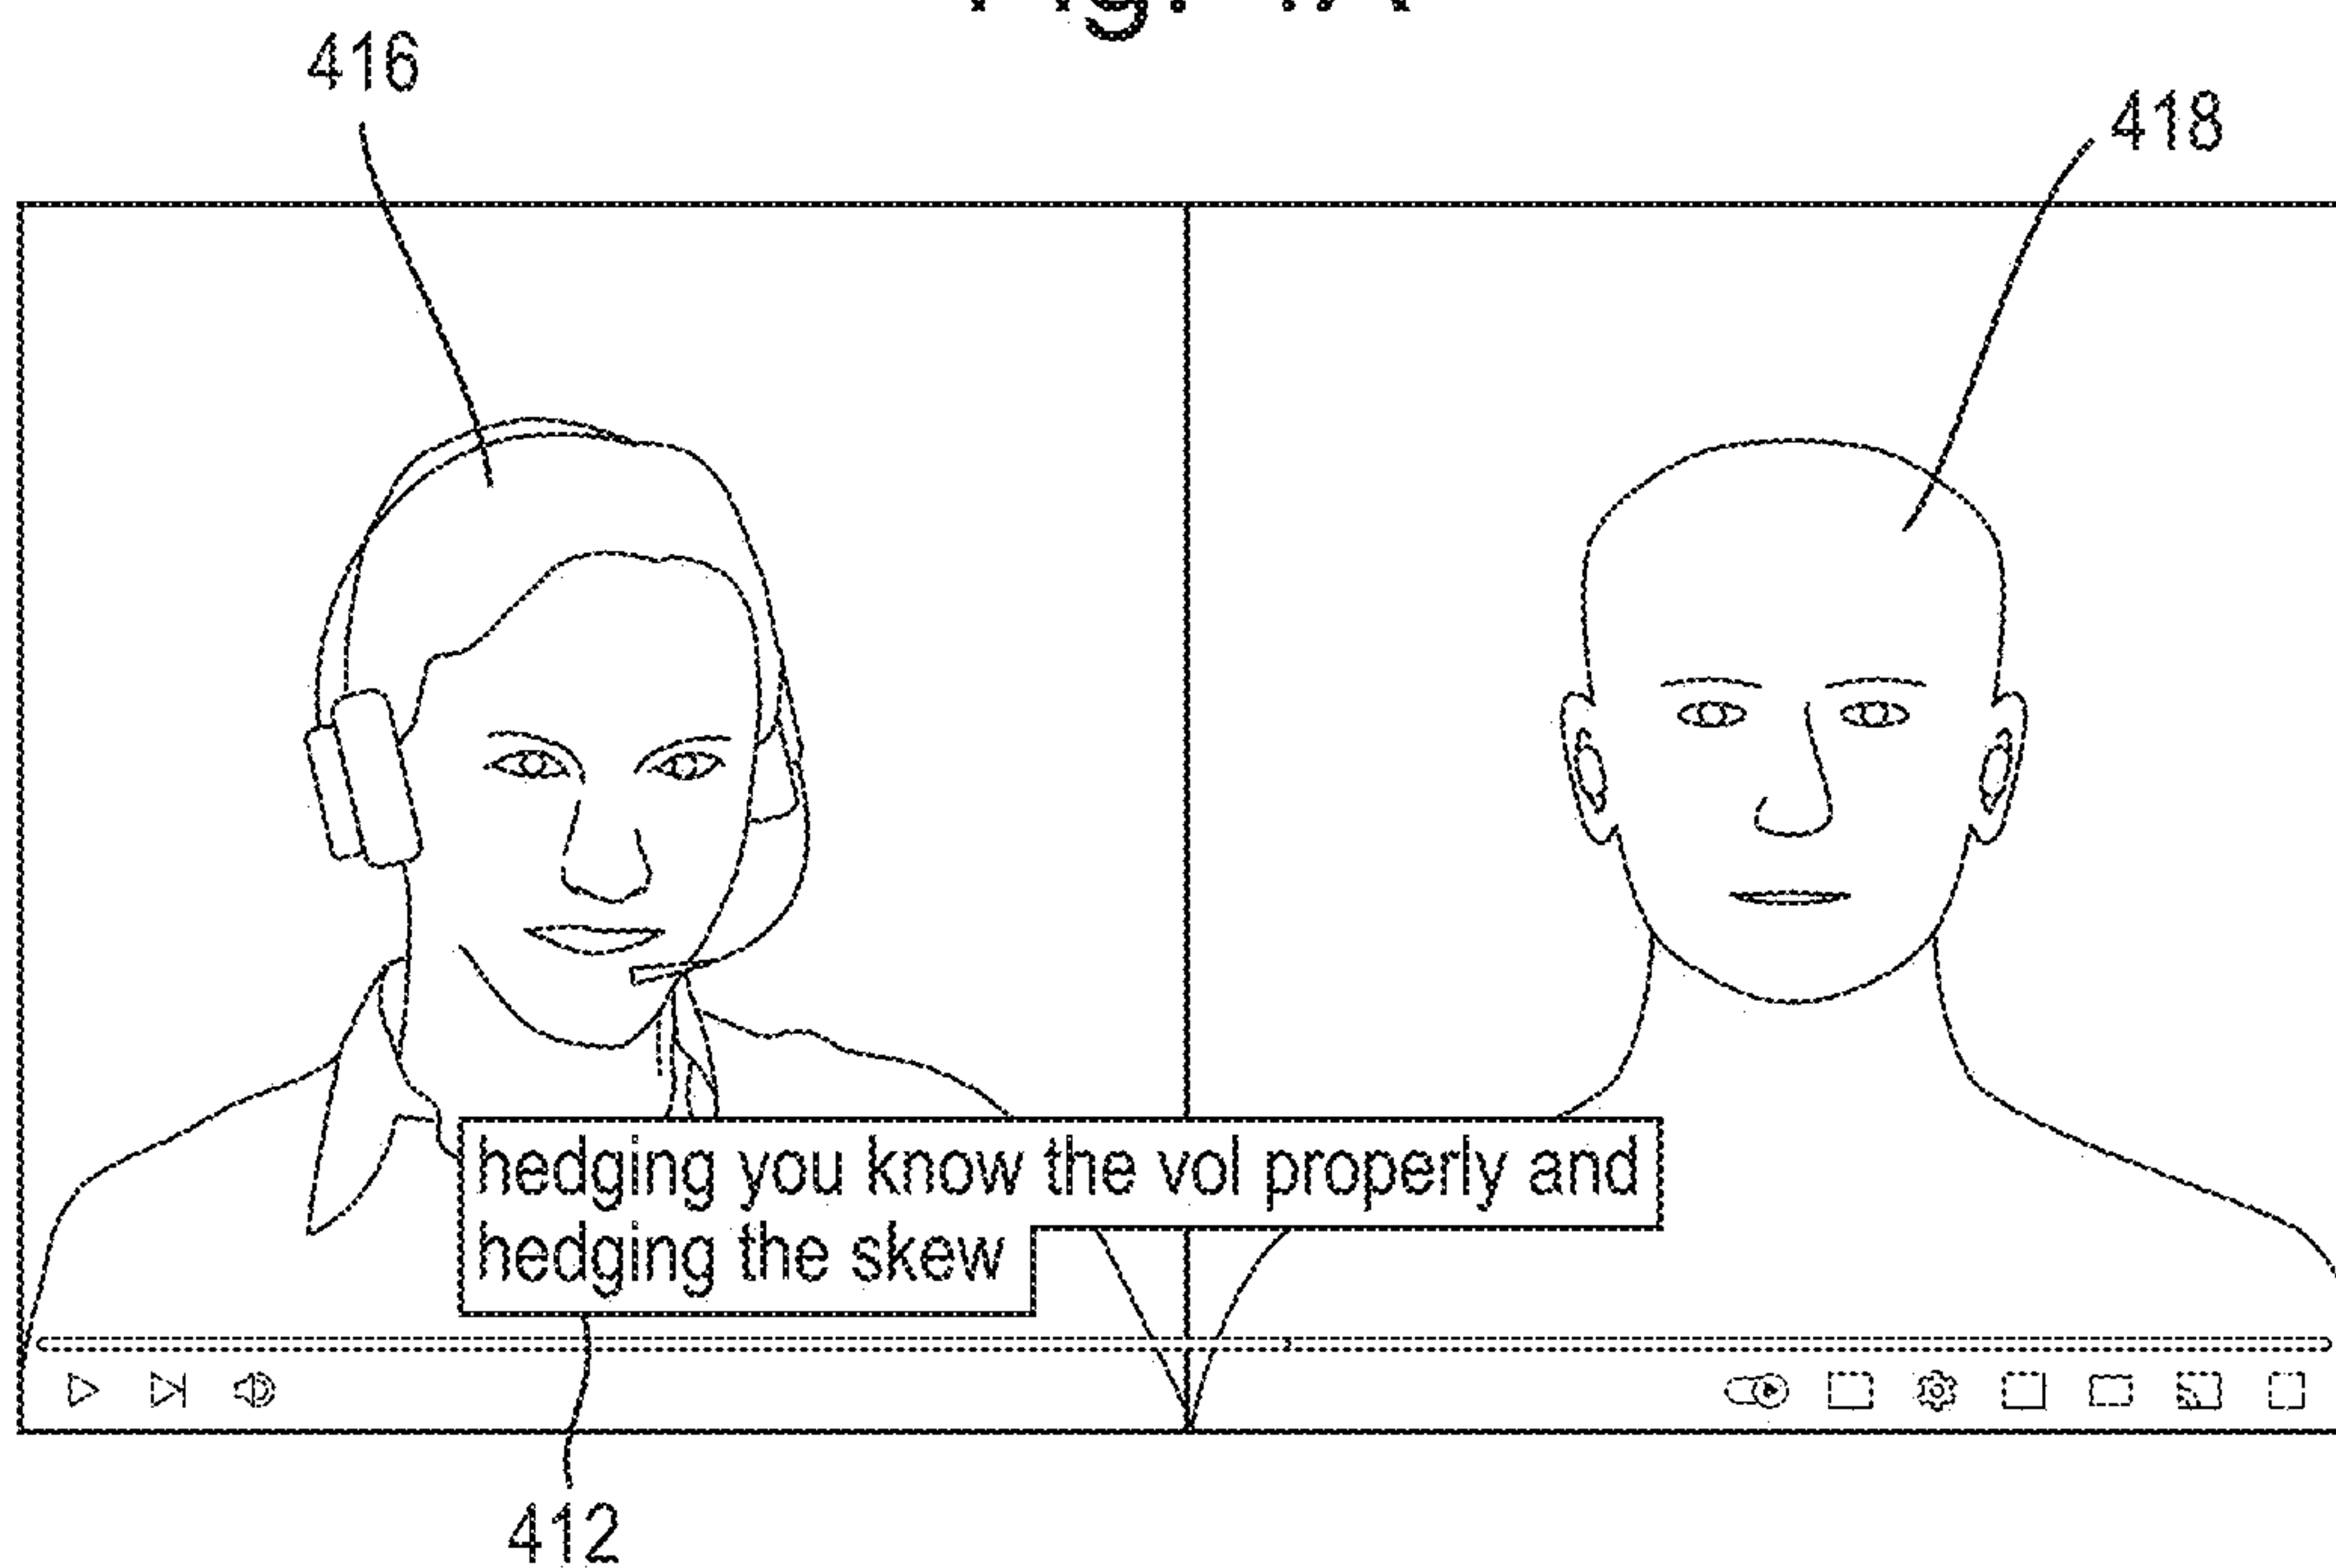 416
418
hedging you know the vol properly and
hedging the skew
412